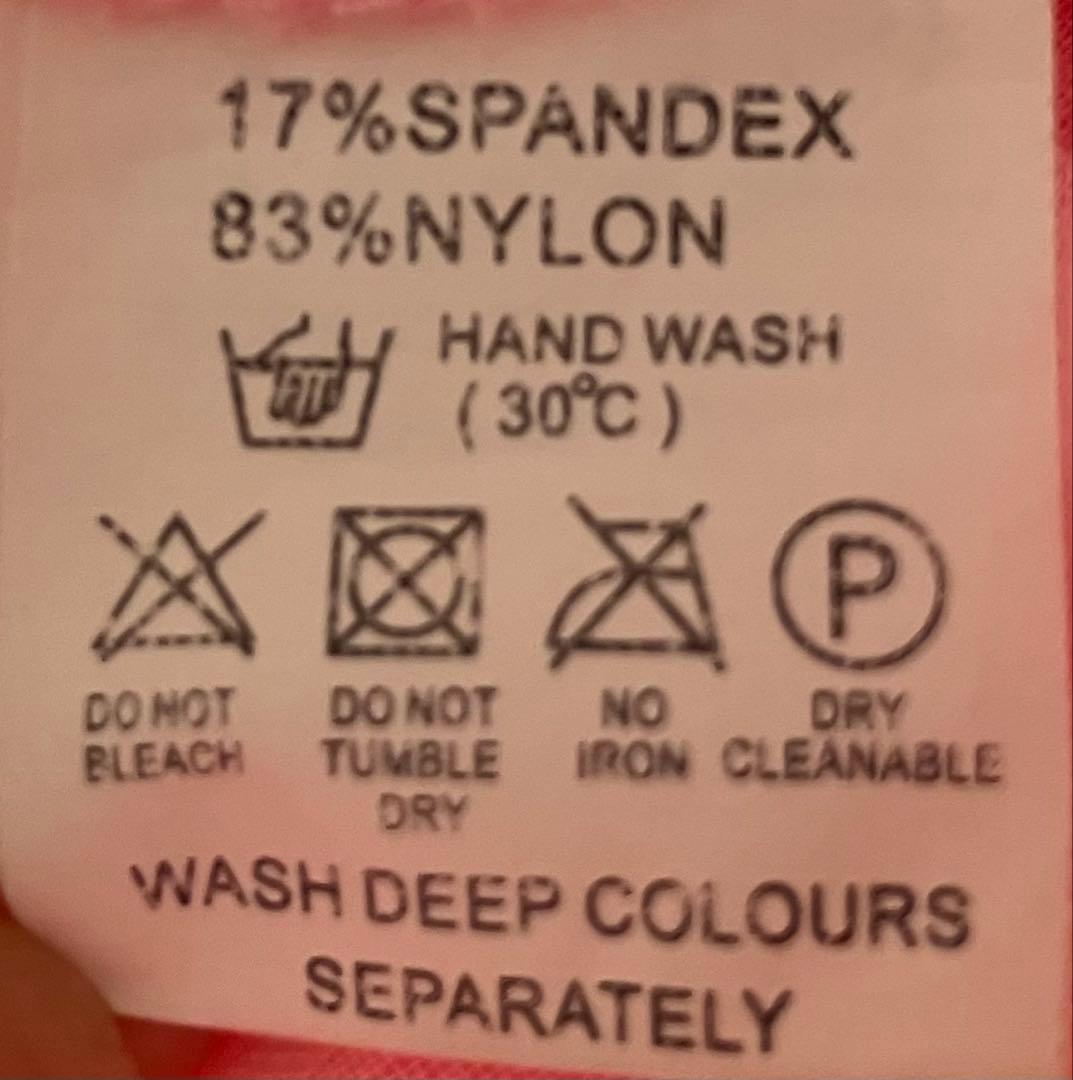 17%SPANDEX
83%NYLON
HAND WASH
( 30°C )
P
DO NOT BLEACH
DO NOT TUMBLE DRY
NO IRON
DRY CLEANABLE
WASH DEEP COLOURS
SEPARATELY